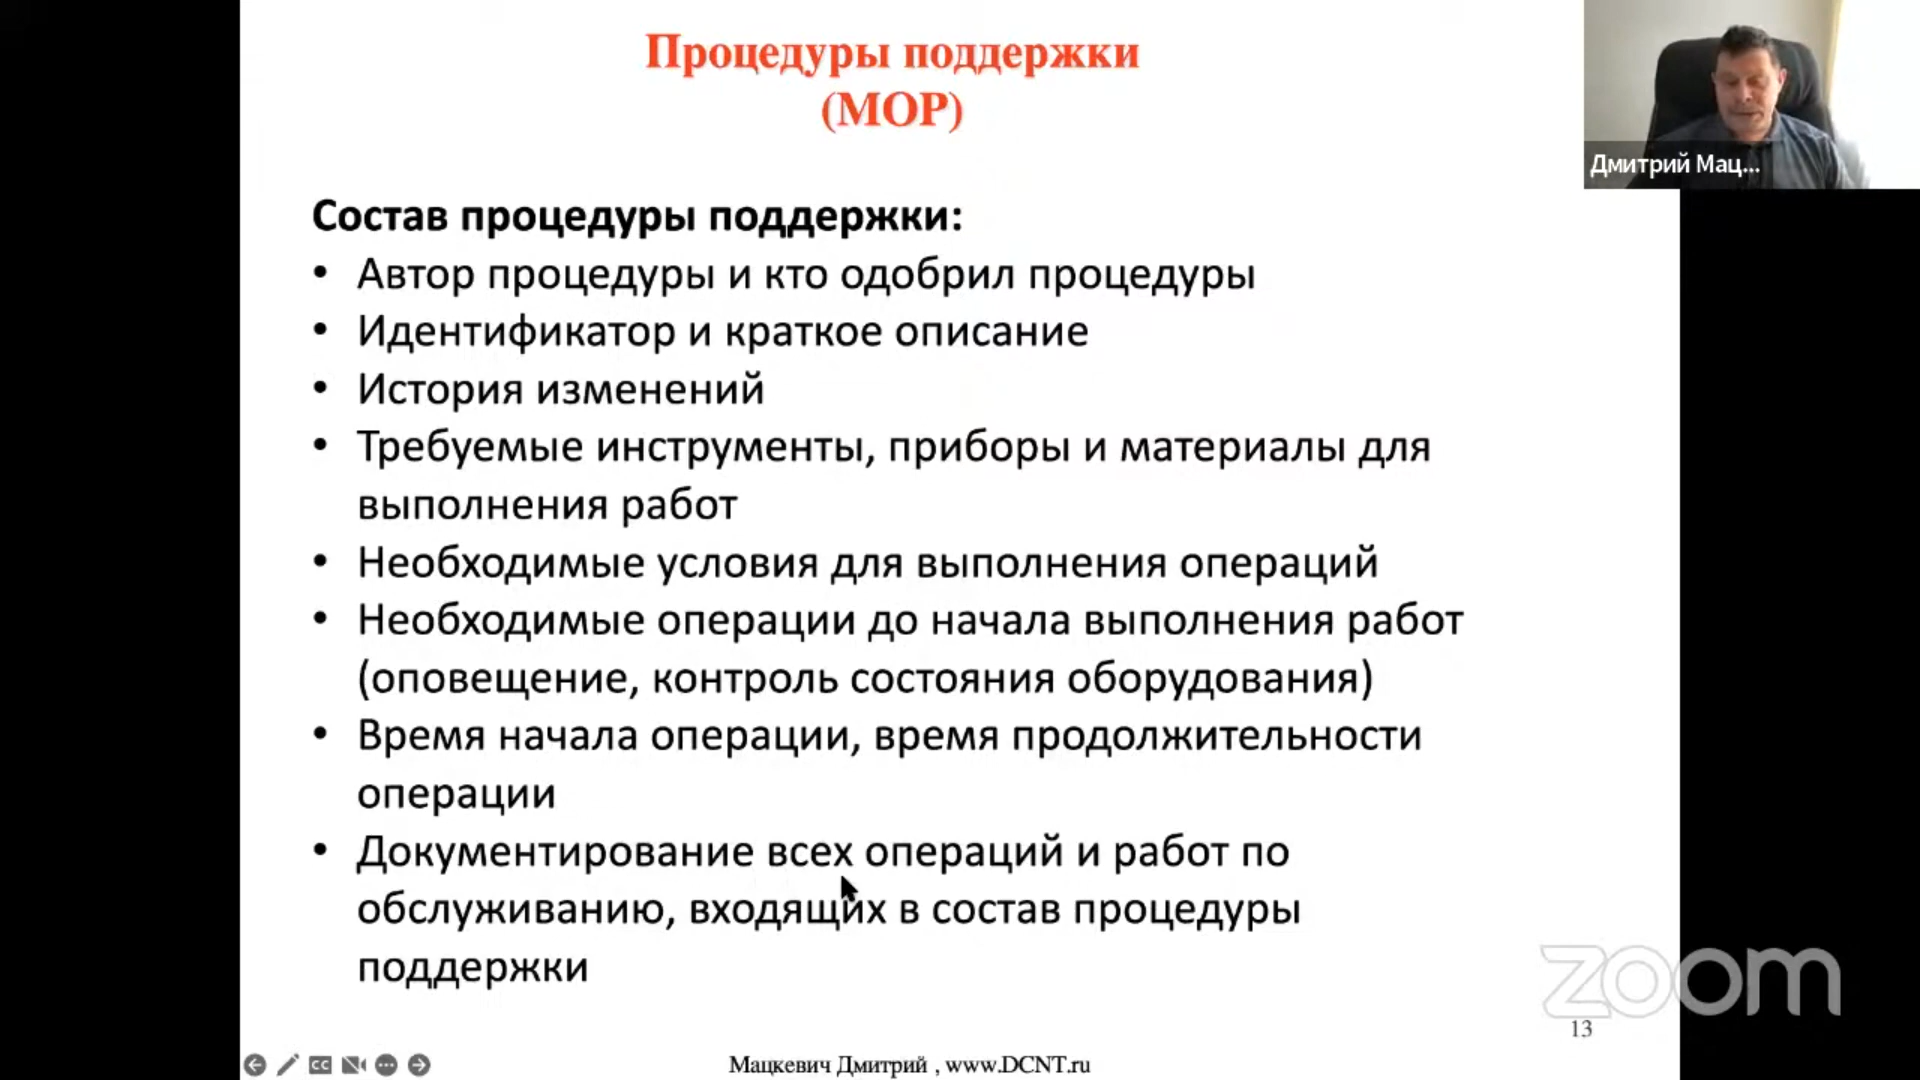 Процедуры поддержки
(МОР)
Дмитрий Мац...
Состав процедуры поддержки:
• Автор процедуры и кто одобрил процедуры
• Идентификатор и краткое описание
• История изменений
• Требуемые инструменты, приборы и материалы для
выполнения работ
• Необходимые условия для выполнения операций
• Необходимые операции до начала выполнения работ
(оповещение, контроль состояния оборудования)
• Время начала операции, время продолжительности
операции
• Документирование всех операций и работ по
обслуживанию, входящих в состав процедуры
поддержки
zoom
13
CC
Мацкевич Дмитрий , www.DCNT.ru